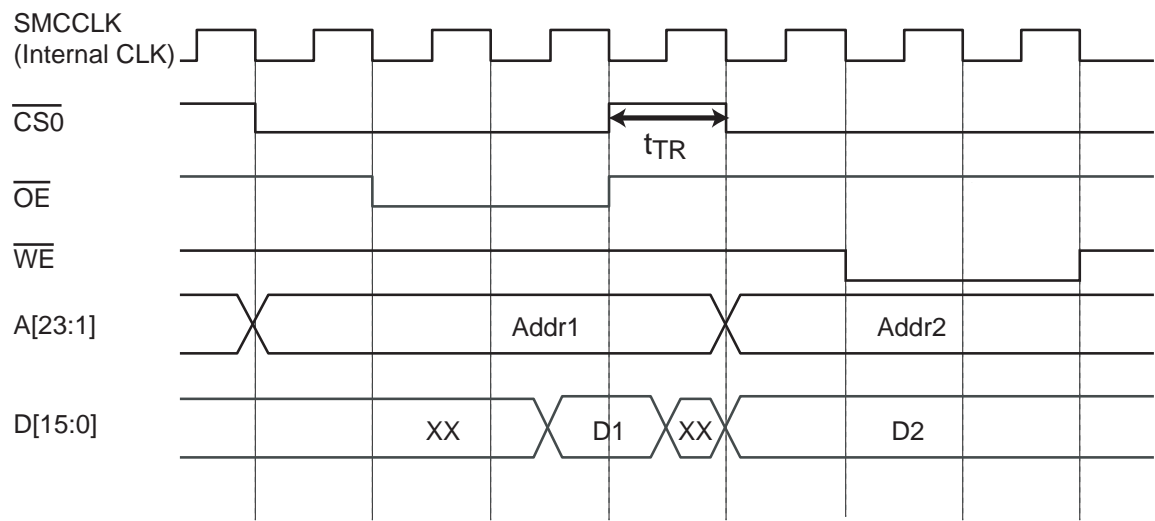 SMCCLK
(Internal CLK)
CS0
tTR
OE
WE
A[23:1]
Addr1
Addr2
D[15:0]
XX
D1
XX
D2